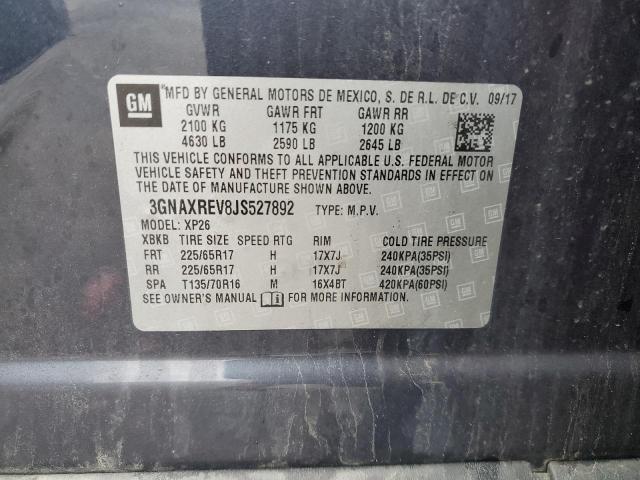 GM
MFD BY GENERAL MOTORS DE MEXICO, S. DE R.L. DE C.V. 09/17
GVWR GAWR FRT GAWR RR
2100 KG 1175 KG 1200 KG
4630 LB 2590 LB 2645 LB
THIS VEHICLE CONFORMS TO ALL APPLICABLE U.S. FEDERAL MOTOR
VEHICLE SAFETY AND THEFT PREVENTION STANDARDS IN EFFECT ON
THE DATE OF MANUFACTURE SHOWN ABOVE.
3GNAXREV8JS527892 TYPE: M.P.V.
MODEL: XP26
XBKB TIRE SIZE SPEED RTG RIM COLD TIRE PRESSURE
FRT 225/65R17 H 17X7J 240KPA(35PSI)
RR 225/65R17 H 17X7J 240KPA(35PSI)
SPA T135/70R16 M 16X4BT 420KPA(60PSI)
SEE OWNER'S MANUAL FOR MORE INFORMATION.